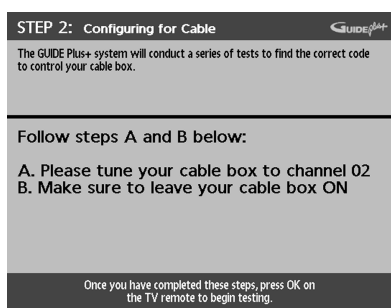 STEP 2: Configuring for Cable GUIDEplus+
The GUIDE Plus+ system will conduct a series of tests to find the correct code
to control your cable box.
Follow steps A and B below:
A. Please tune your cable box to channel 02
B. Make sure to leave your cable box ON
Once you have completed these steps, press OK on
the TV remote to begin testing.